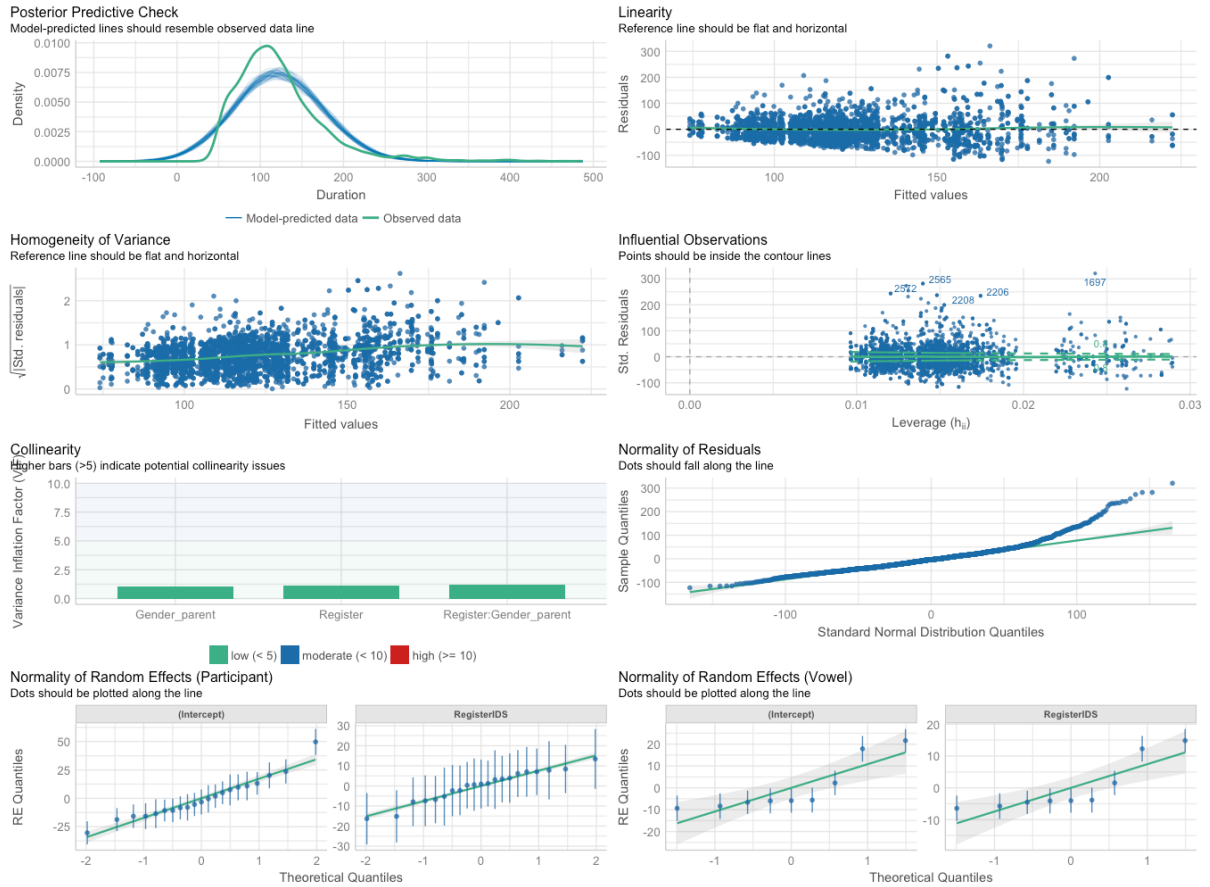 Posterior Predictive Check
Model-predicted lines should resemble observed data line
0.0100
0.0075
0.0050
0.0025
0.0000
Density
-100 0 100 200 300 400 500
Duration
Model-predicted data Observed data
Linearity
Reference line should be flat and horizontal
300
200
100
0
-100
Residuals
100 150 200
Fitted values
Homogeneity of Variance
Reference line should be flat and horizontal
2
1
0
√|Std. residuals|
100 150 200
Fitted values
Influential Observations
Points should be inside the contour lines
300
200
100
0
-100
Std. Residuals
2572 2565 2208 2206 1697
0.00 0.01 0.02 0.03
Leverage (hii)
Collinearity
Higher bars (>5) indicate potential collinearity issues
Variance Inflation Factor (VIF)
10.0
7.5
5.0
2.5
0.0
Gender_parent Register Register:Gender_parent
low (< 5) moderate (< 10) high (>= 10)
Normality of Residuals
Dots should fall along the line
300
200
100
0
-100
Sample Quantiles
-100 0 100
Standard Normal Distribution Quantiles
Normality of Random Effects (Participant)
Dots should be plotted along the line
(Intercept) RegisterIDS
RE Quantiles
50
25
0
-25
30
20
10
0
-10
-20
-30
-2 -1 0 1 2 -2 -1 0 1 2
Theoretical Quantiles
Normality of Random Effects (Vowel)
Dots should be plotted along the line
(Intercept) RegisterIDS
RE Quantiles
20
10
0
-10
-20
20
10
0
-10
-1 0 1 -1 0 1
Theoretical Quantiles